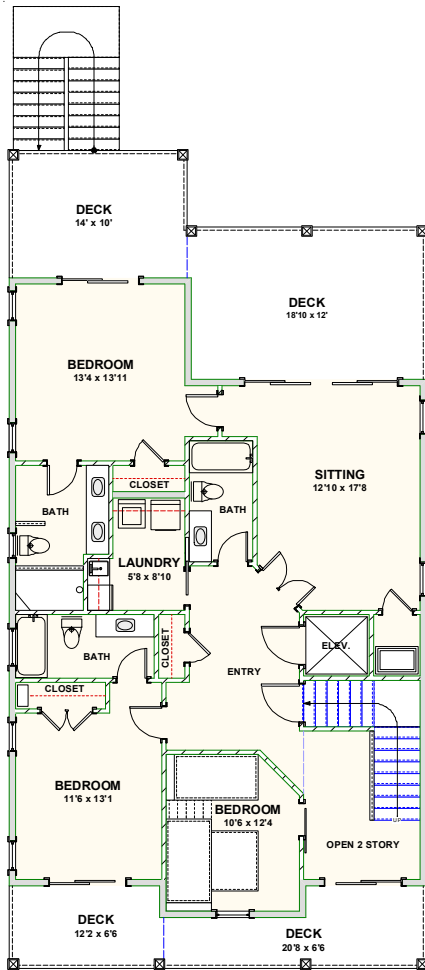 DECK
14' x 10'
DECK
18'10 x 12'
BEDROOM
13'4 x 13'11
SITTING
12'10 x 17'8
CLOSET
BATH
BATH
LAUNDRY
5'8 x 8'10
CLOSET
ELEV.
BATH
ENTRY
CLOSET
BEDROOM
11'6 x 13'1
BEDROOM
10'6 x 12'4
UP
OPEN 2 STORY
DECK
12'2 x 6'6
DECK
20'8 x 6'6